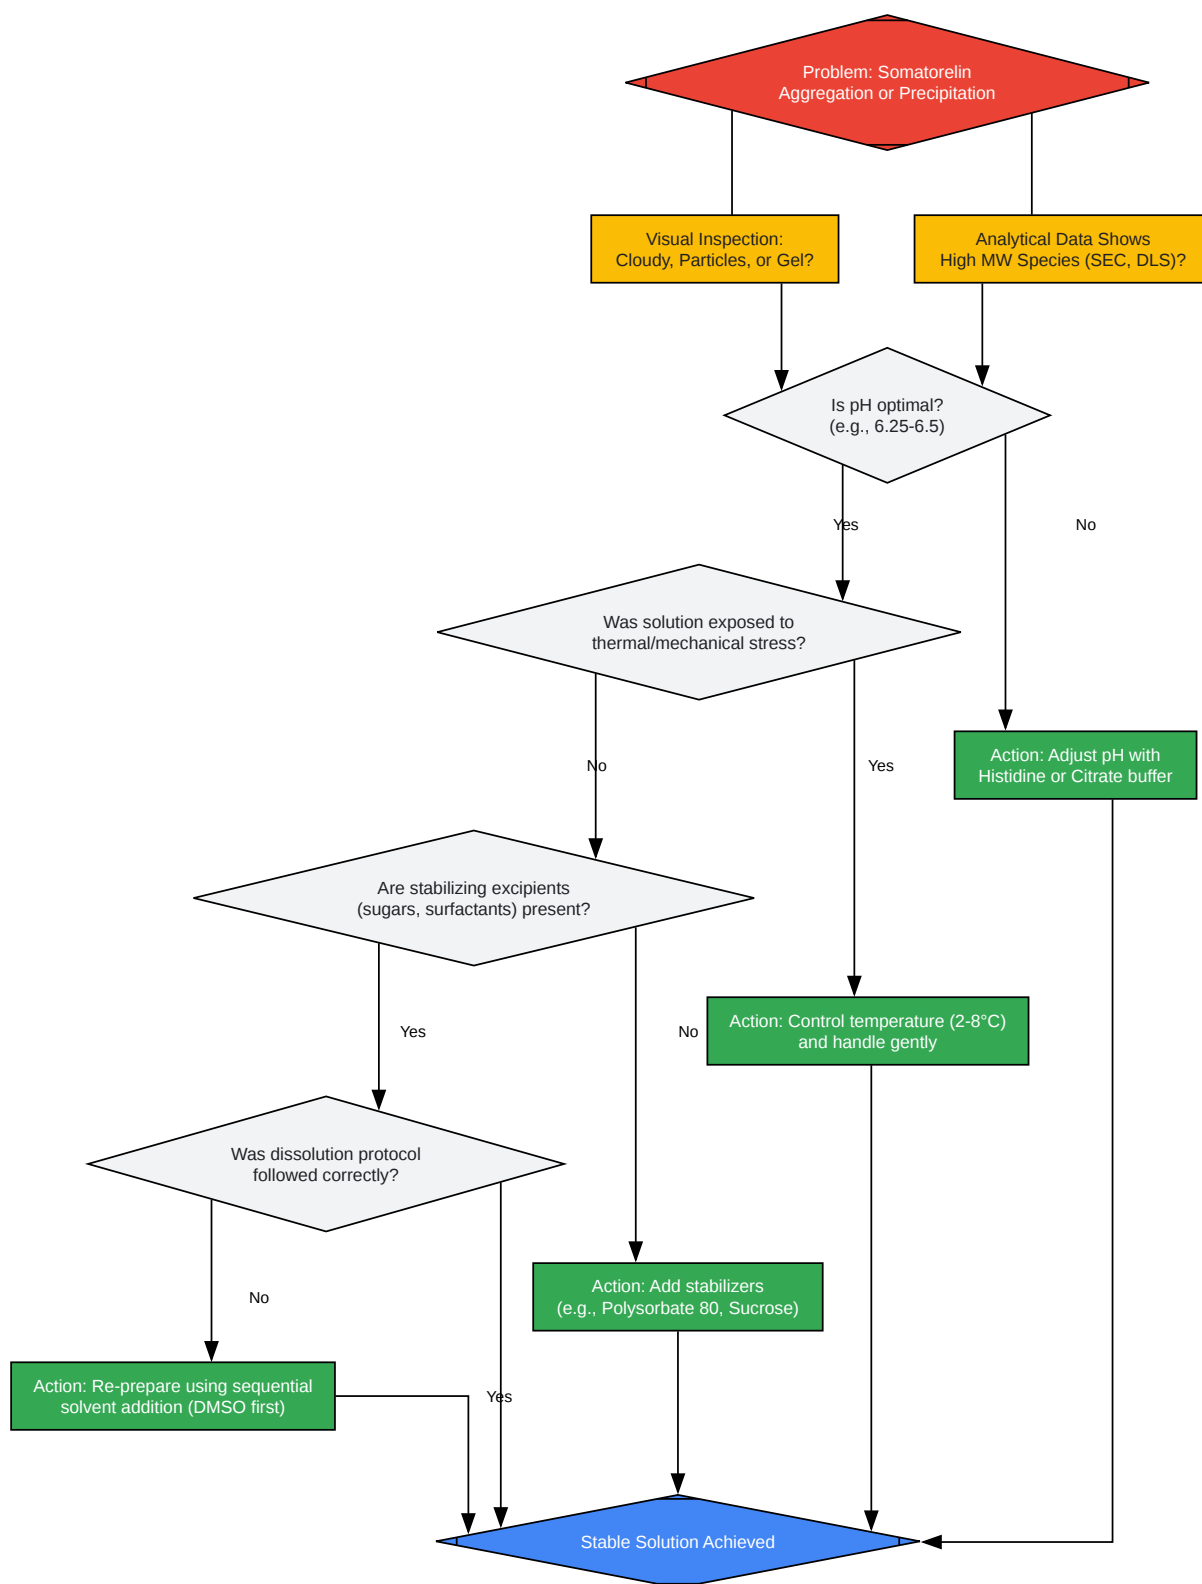 Problem: Somatorelin
Aggregation or Precipitation
Visual Inspection:
Cloudy, Particles, or Gel?
Analytical Data Shows
High MW Species (SEC, DLS)?
Is pH optimal?
(e.g., 6.25-6.5)
Yes
No
Was solution exposed to
thermal/mechanical stress?
No
Yes
Action: Adjust pH with
Histidine or Citrate buffer
Are stabilizing excipients
(sugars, surfactants) present?
Yes
No
Action: Control temperature (2-8°C)
and handle gently
Was dissolution protocol
followed correctly?
No
Action: Add stabilizers
(e.g., Polysorbate 80, Sucrose)
Action: Re-prepare using sequential
solvent addition (DMSO first)
Yes
Stable Solution Achieved